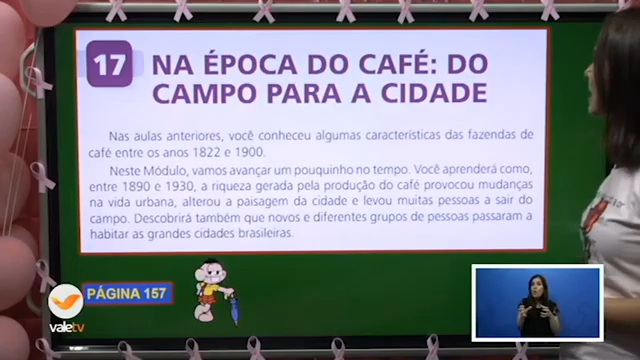 17
NA ÉPOCA DO CAFÉ: DO
CAMPO PARA A CIDADE
Nas aulas anteriores, você conheceu algumas características das fazendas de
café entre os anos 1822 e 1900.
Neste Módulo, vamos avançar um pouquinho no tempo. Você aprenderá como,
entre 1890 e 1930, a riqueza gerada pela produção do café provocou mudanças
na vida urbana, alterou a paisagem da cidade e levou muitas pessoas a sair do
campo. Descobrirá também que novos e diferentes grupos de pessoas passaram a
habitar as grandes cidades brasileiras.
PÁGINA 157
valetv